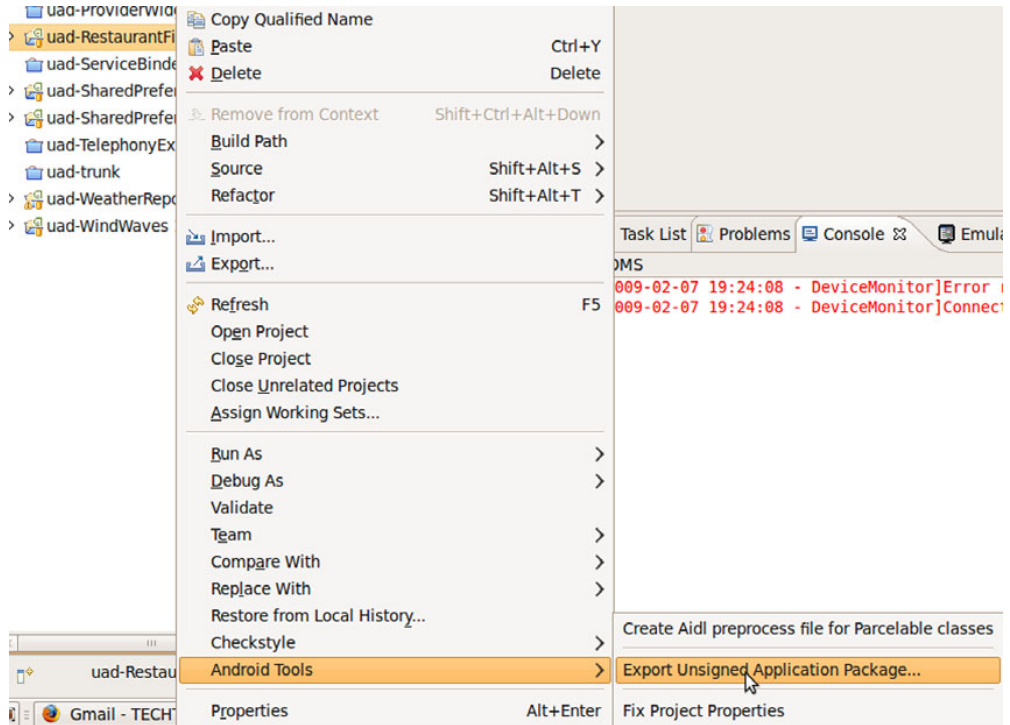 uad-ProviderWid
uad-RestaurantFi
uad-ServiceBinde
uad-SharedPrefer
uad-SharedPrefer
uad-TelephonyEx
uad-trunk
uad-WeatherRepo
uad-WindWaves
Copy Qualified Name
Paste Ctrl+Y
Delete Delete
Remove from Context Shift+Ctrl+Alt+Down
Build Path
Source Shift+Alt+S
Refactor Shift+Alt+T
Import...
Export...
Refresh F5
Open Project
Close Project
Close Unrelated Projects
Assign Working Sets...
Run As
Debug As
Validate
Team
Compare With
Replace With
Restore from Local History...
Checkstyle
Android Tools
Properties Alt+Enter
Task List Problems Console Emula
DMS
009-02-07 19:24:08 - DeviceMonitor]Error
009-02-07 19:24:08 - DeviceMonitor]Connect
Create Aidl preprocess file for Parcelable classes
Export Unsigned Application Package...
Fix Project Properties
uad-Restau
Gmail - TECHT